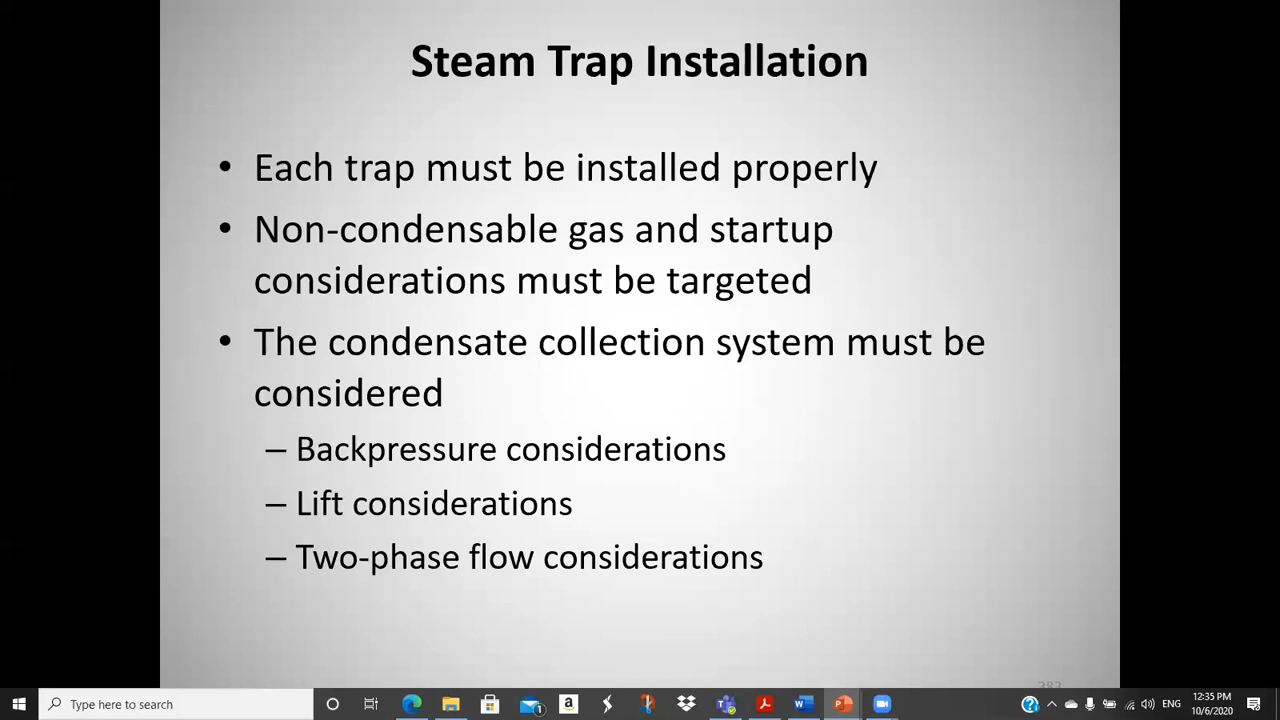 Steam Trap Installation
• Each trap must be installed properly
• Non-condensable gas and startup
considerations must be targeted
• The condensate collection system must be
considered
– Backpressure considerations
– Lift considerations
– Two-phase flow considerations
Type here to search
ENG
12:35 PM
10/6/2020